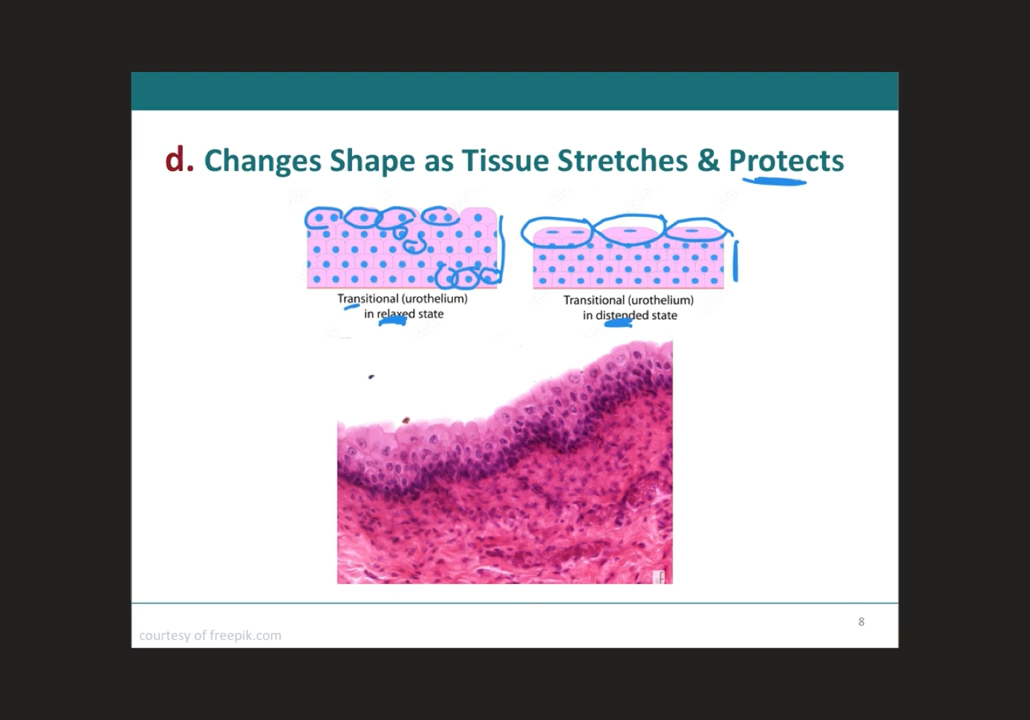 d. Changes Shape as Tissue Stretches & Protects
Transitional (urothelium)
in relaxed state
Transitional (urothelium)
in distended state
f
8
courtesy of freepik.com